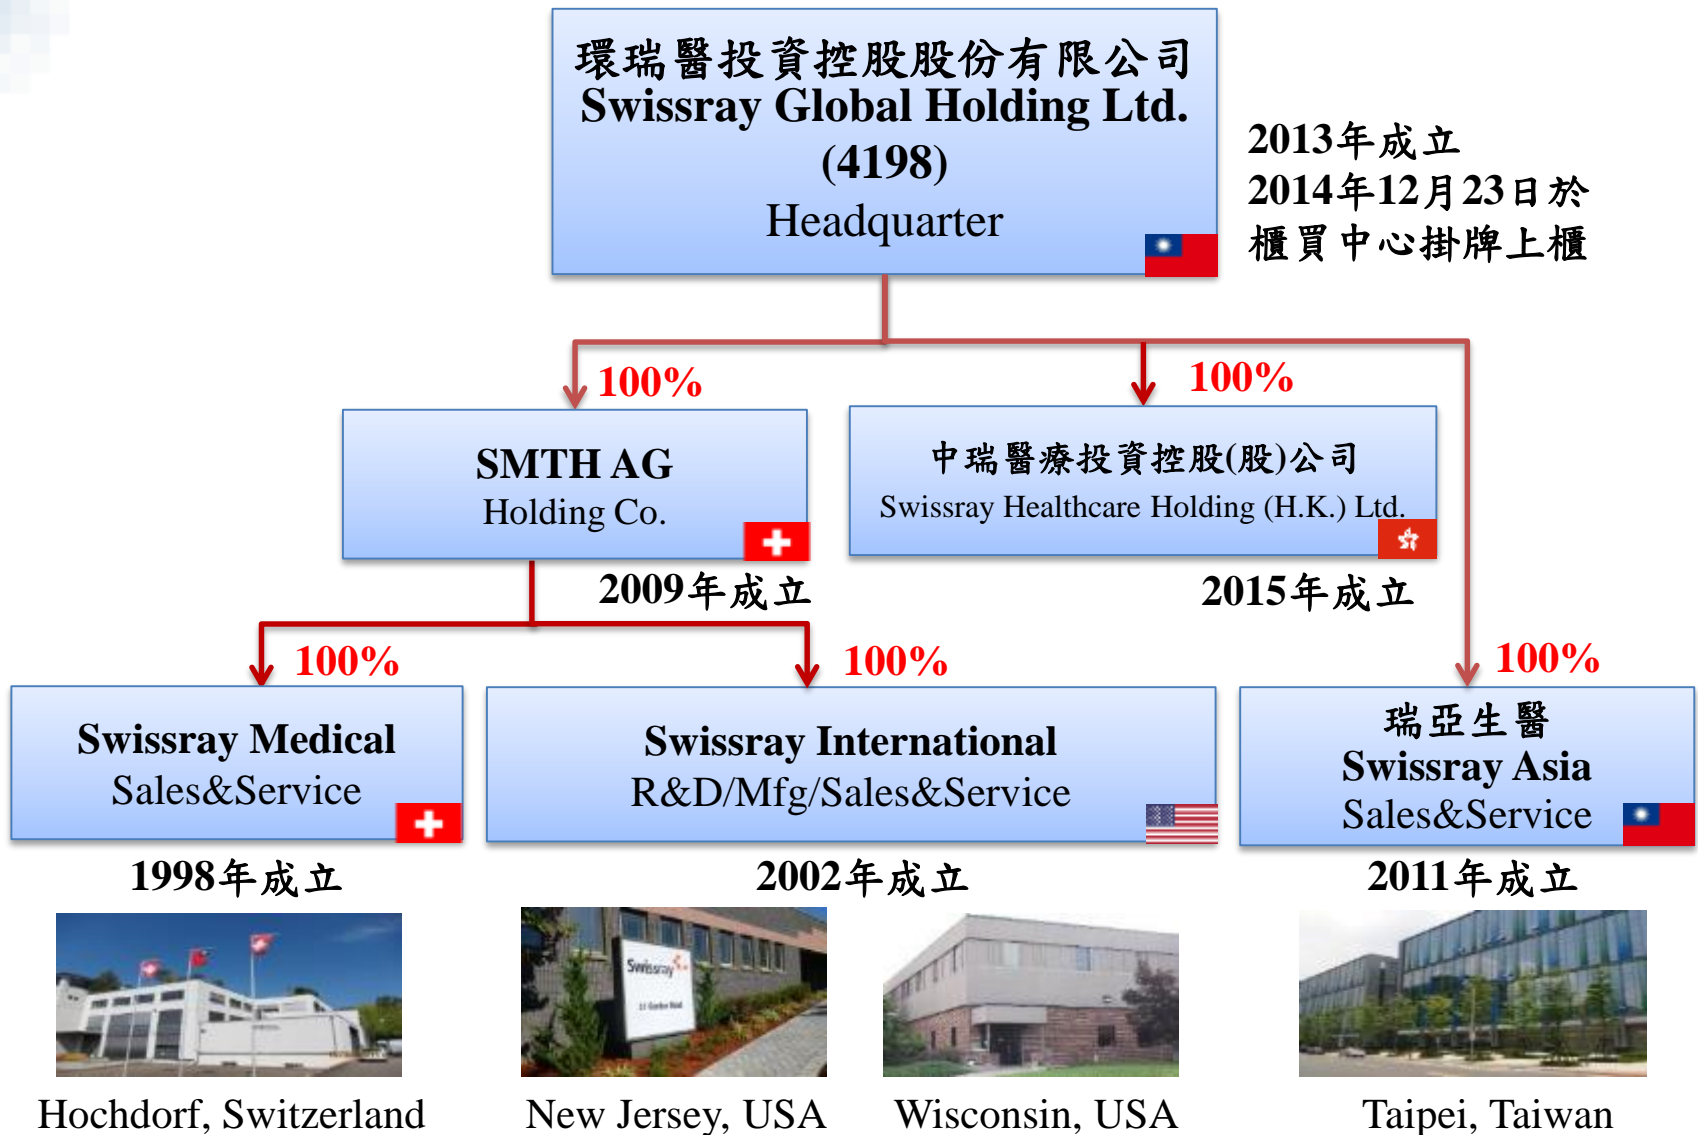 環瑞醫投資控股股份有限公司
Swissray Global Holding Ltd.
(4198)
Headquarter
2013年成立
2014年12月23日於
櫃買中心掛牌上櫃
100%
100%
SMTH AG
Holding Co.
中瑞醫療投資控股(股)公司
Swissray Healthcare Holding (H.K.) Ltd.
2009年成立
2015年成立
100%
100%
100%
Swissray Medical
Sales&Service
Swissray International
R&D/Mfg/Sales&Service
瑞亞生醫
Swissray Asia
Sales&Service
1998年成立
2002年成立
2011年成立
Swissray
Hochdorf, Switzerland
New Jersey, USA
Wisconsin, USA
Taipei, Taiwan